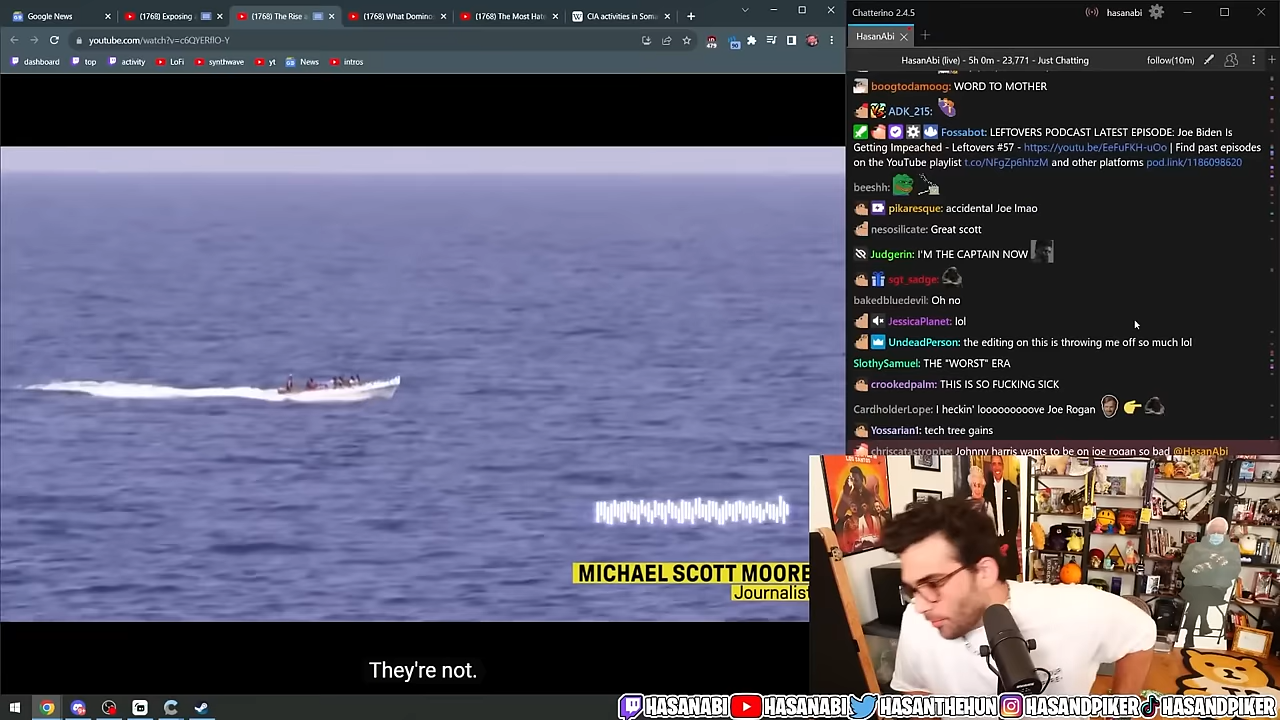 Google News
(1768) Exposing
(1768) The Rise
(1768) What Domino
(1768) The Most Hat
CIA activities in Som
youtube.com/watch?v=c6QYERflO-Y
479
90
dashboard
top
activity
LoFi
synthwave
yt
News
intros
MICHAEL SCOTT MOORE
Journalist
They're not.
Chatterino 2.4.5
hasanabi
HasanAbi
HasanAbi (live) - 5h 0m - 23,771 - Just Chatting
follow(10m)
boogtodamoog: WORD TO MOTHER
ADK_215:
Fossabot: LEFTOVERS PODCAST LATEST EPISODE: Joe Biden Is
Getting Impeached - Leftovers #57 - https://youtu.be/EeFuFKH-uOo | Find past episodes
on the YouTube playlist t.co/NFgZp6hhzM and other platforms pod.link/1186098620
beeshh:
pikaresque: accidental Joe lmao
nesosilicate: Great scott
Judgerin: I'M THE CAPTAIN NOW
sgt_sadge:
bakedbluedevil: Oh no
JessicaPlanet: lol
UndeadPerson: the editing on this is throwing me off so much lol
SlothySamuel: THE "WORST" ERA
crookedpalm: THIS IS SO FUCKING SICK
CardholderLope: I heckin' looooooooove Joe Rogan
Yossarian1: tech tree gains
chriscatastrophe: Johnny harris wants to be on joe rogan so bad @HasanAbi
HASANABI
HASANABI
HASANTHEHUN
HASANDPIKER
HASANDPIKER